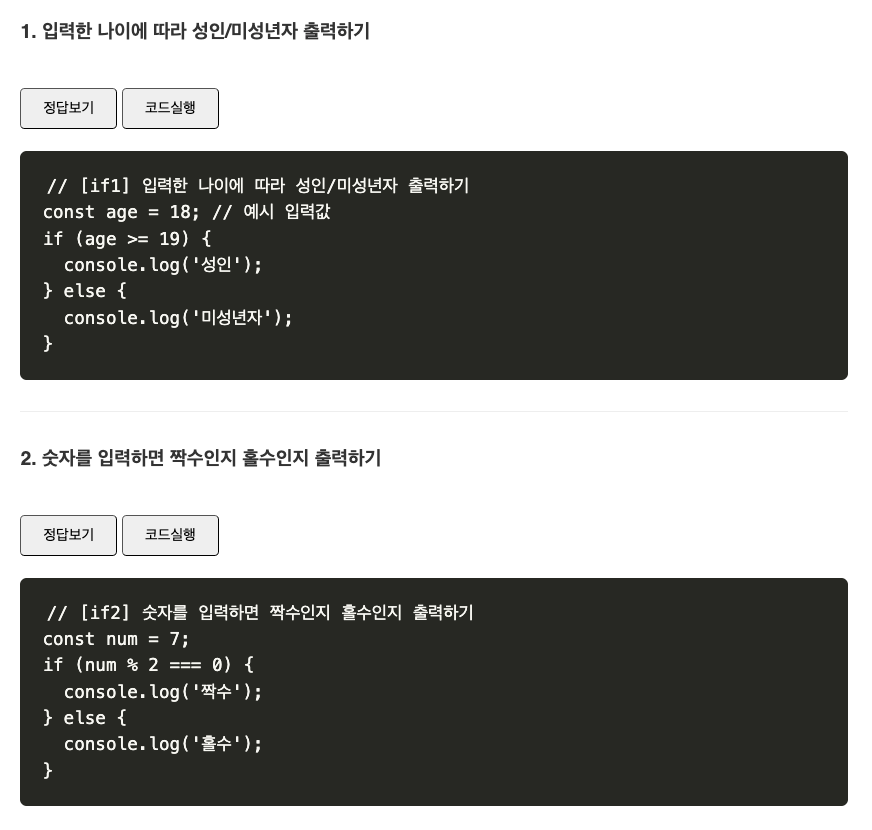 1. 입력한 나이에 따라 성인/미성년자 출력하기
정답보기 코드실행
// [if1] 입력한 나이에 따라 성인/미성년자 출력하기
const age = 18; // 예시 입력값
if (age >= 19) {
  console.log('성인');
} else {
  console.log('미성년자');
}
2. 숫자를 입력하면 짝수인지 홀수인지 출력하기
정답보기 코드실행
// [if2] 숫자를 입력하면 짝수인지 홀수인지 출력하기
const num = 7;
if (num % 2 === 0) {
  console.log('짝수');
} else {
  console.log('홀수');
}